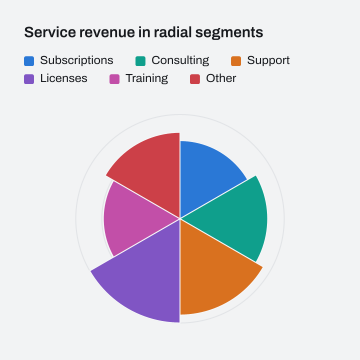 Service revenue in radial segments
Subscriptions Consulting Support
Licenses Training Other